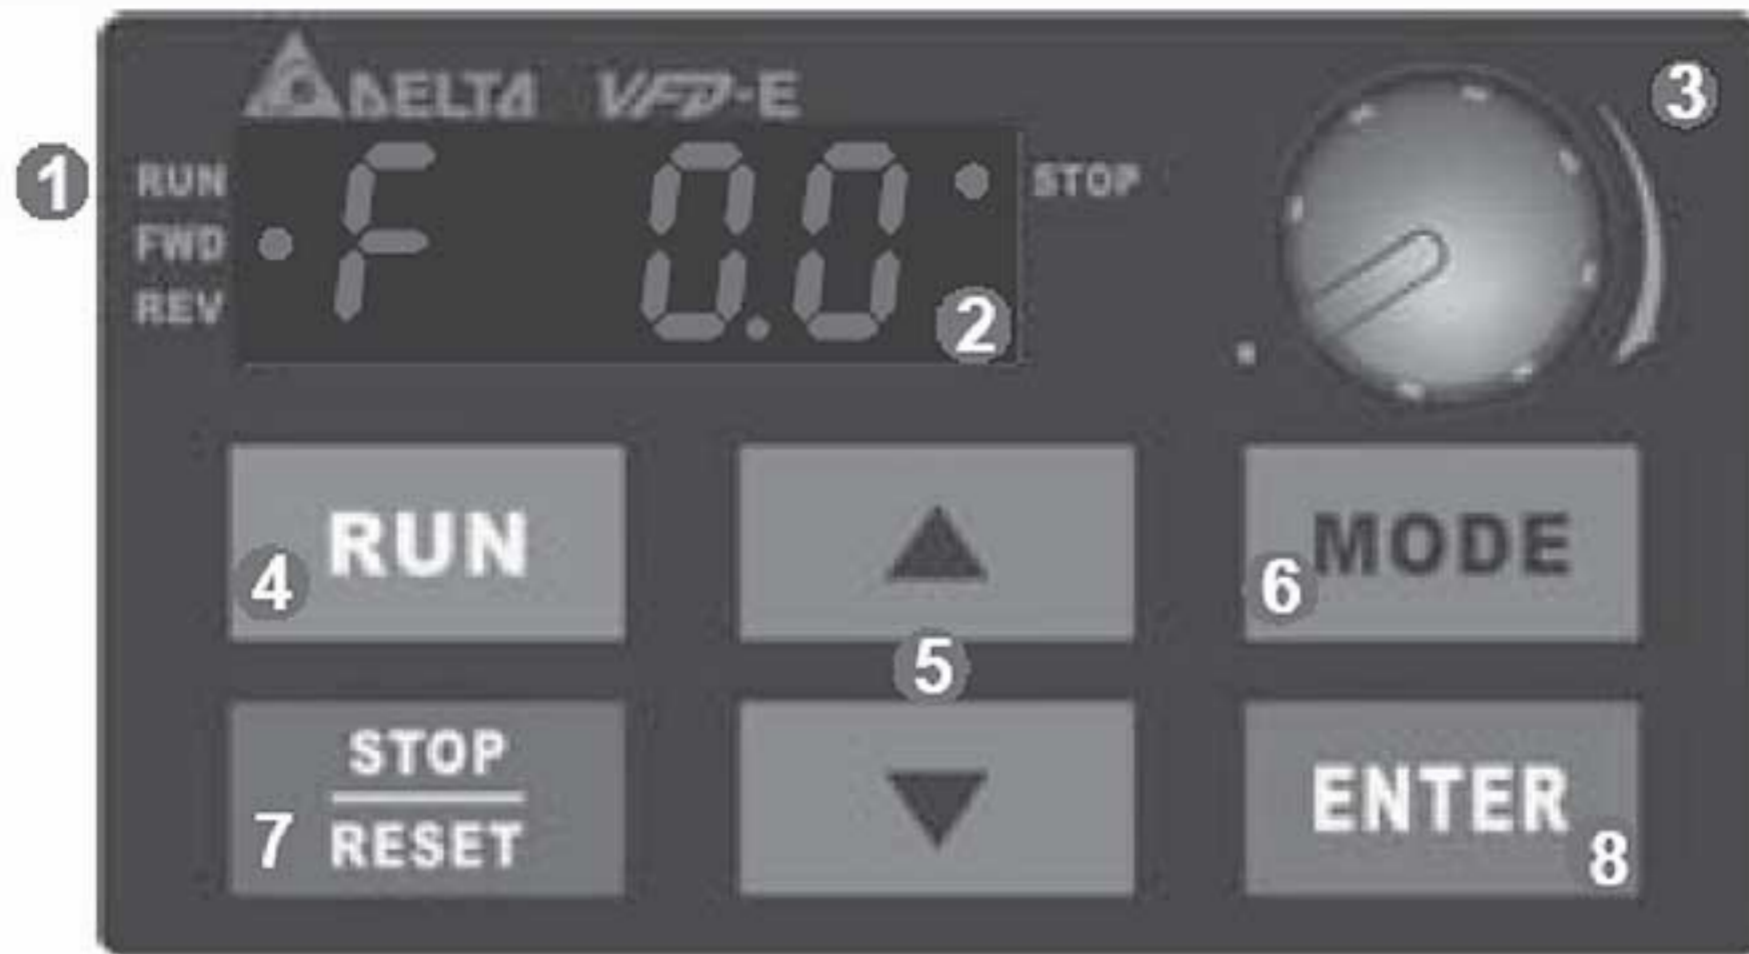 DELTA VFD-E
3
1
RUN
FWD
REV
F 0.0
STOP
2
RUN
4
▲
5
▼
MODE
6
STOP
RESET
7
ENTER
8